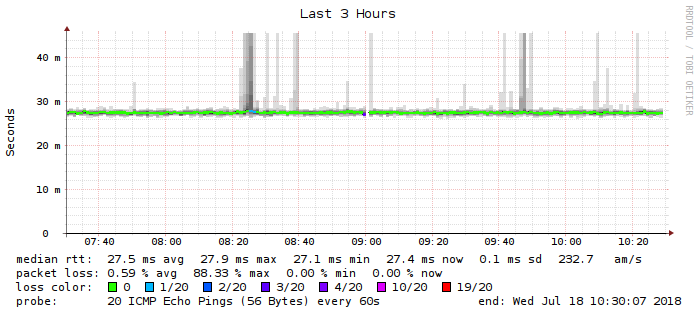 Last 3 Hours
RRDTOOL / TOBI OETIKER
Seconds
40 m
30 m
20 m
10 m
0
07:40 08:00 08:20 08:40 09:00 09:20 09:40 10:00 10:20
median rtt: 27.5 ms avg 27.9 ms max 27.1 ms min 27.4 ms now 0.1 ms sd 232.7 am/s
packet loss: 0.59 % avg 88.33 % max 0.00 % min 0.00 % now
loss color: 0 1/20 2/20 3/20 4/20 10/20 19/20
probe: 20 ICMP Echo Pings (56 Bytes) every 60s end: Wed Jul 18 10:30:07 2018